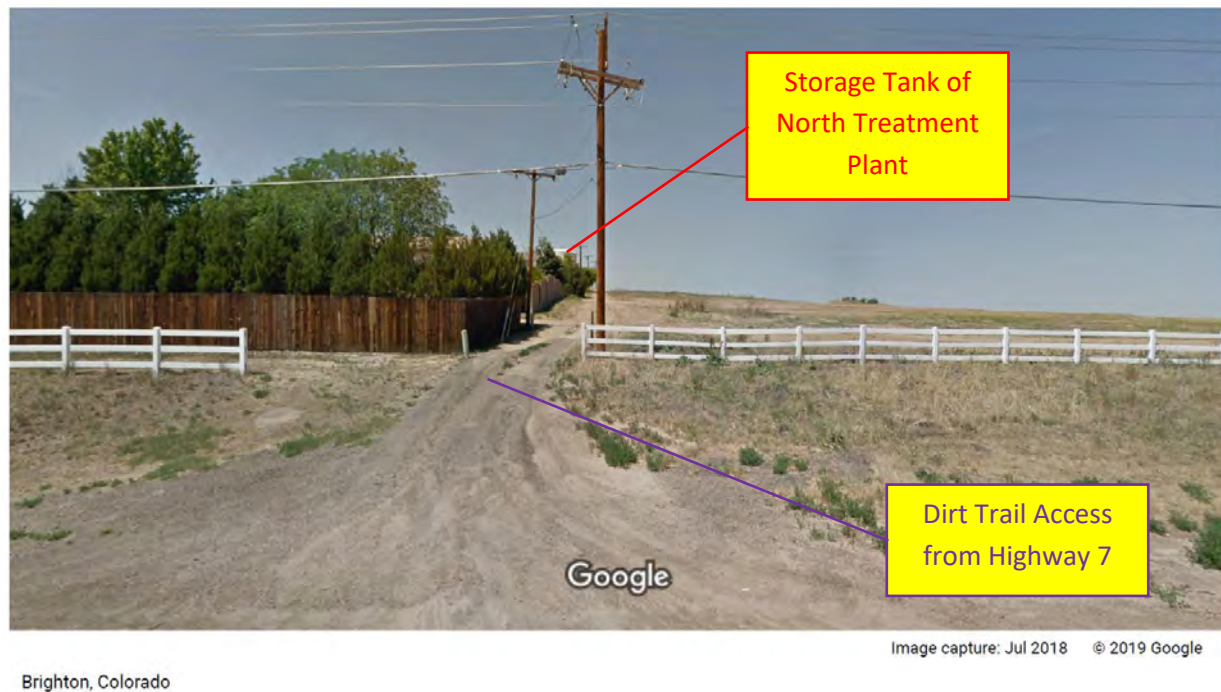 Storage Tank of
North Treatment
Plant
Dirt Trail Access
from Highway 7
Google
Image capture: Jul 2018 © 2019 Google
Brighton, Colorado